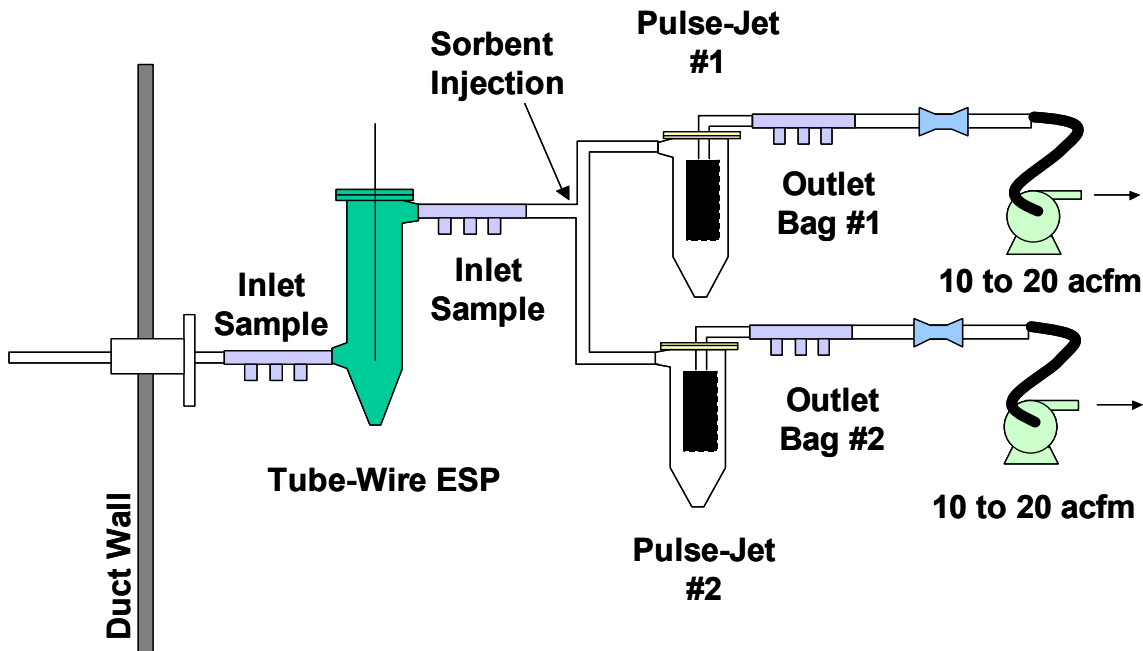 Pulse-Jet
#1
Sorbent
Injection
Outlet
Bag #1
10 to 20 acfm
Inlet
Sample
Inlet
Sample
Tube-Wire ESP
Outlet
Bag #2
10 to 20 acfm
Pulse-Jet
#2
Duct Wall